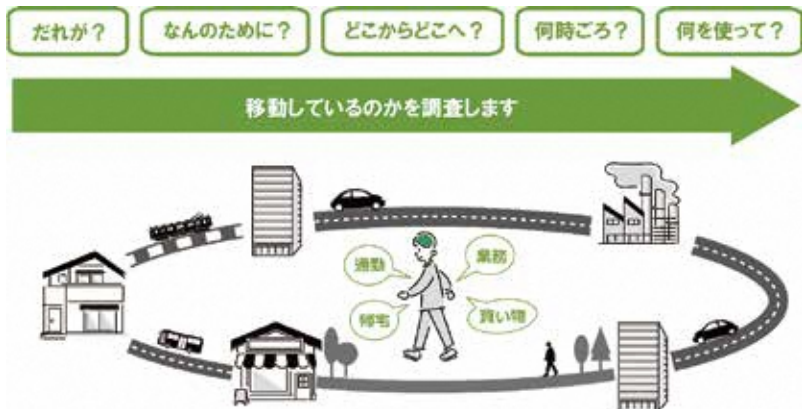 だれが?
なんのために?
どこからどこへ?
何時ごろ?
何を使って?
移動しているのかを調査します
通勤
業務
帰宅
買い物